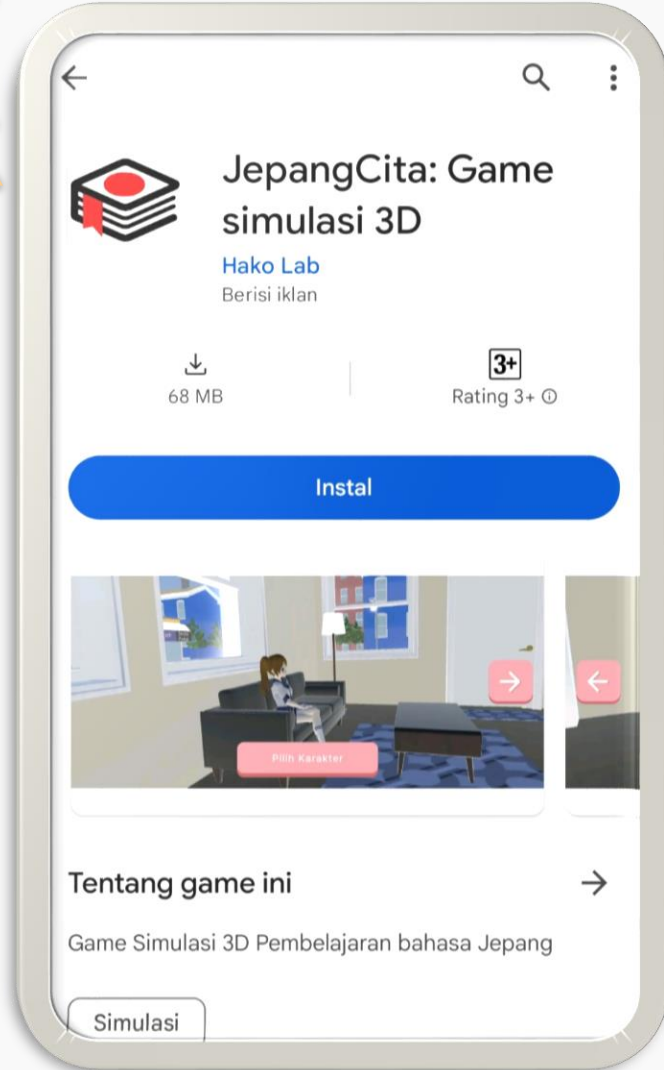 JepangCita: Game
simulasi 3D
Hako Lab
Berisi iklan
68 MB
3+
Rating 3+
Instal
Pilih Karakter
Tentang game ini
Game Simulasi 3D Pembelajaran bahasa Jepang
Simulasi